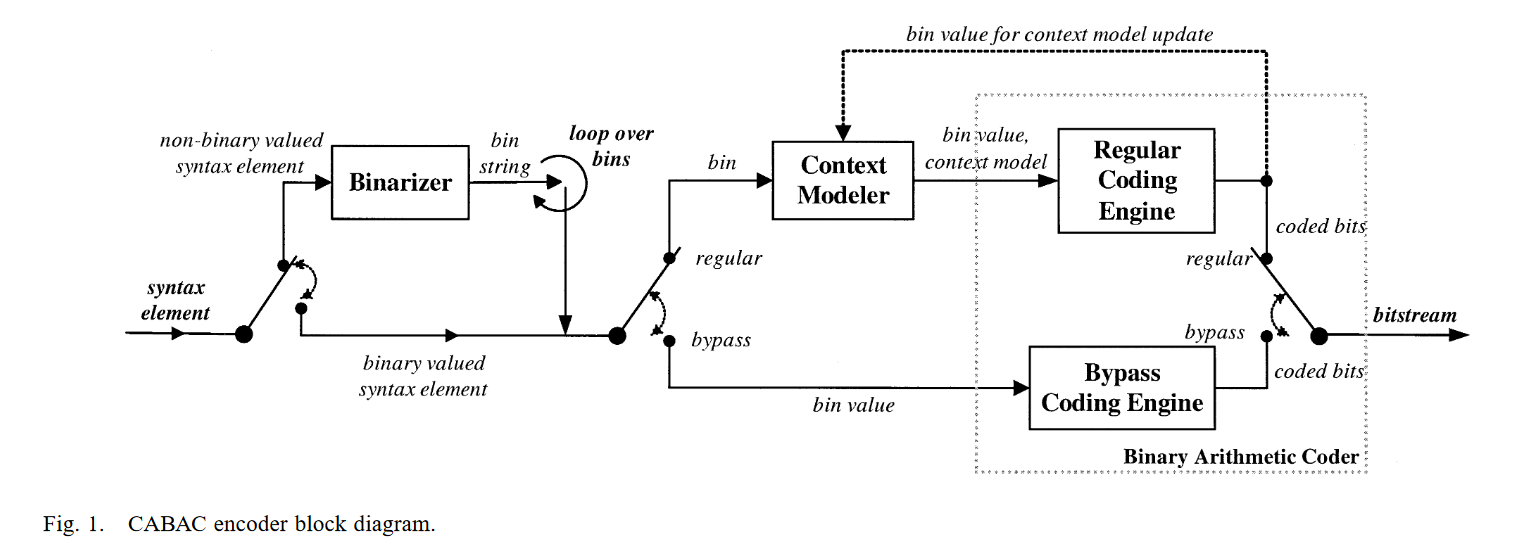 bin value for context model update
non-binary valued
syntax element
Binarizer
bin
string
loop over
bins
bin
Context
Modeler
bin value,
context model
Regular
Coding
Engine
coded bits
regular
regular
syntax
element
bitstream
bypass
bypass
binary valued
syntax element
bin value
Bypass
Coding Engine
coded bits
Binary Arithmetic Coder
Fig. 1. CABAC encoder block diagram.